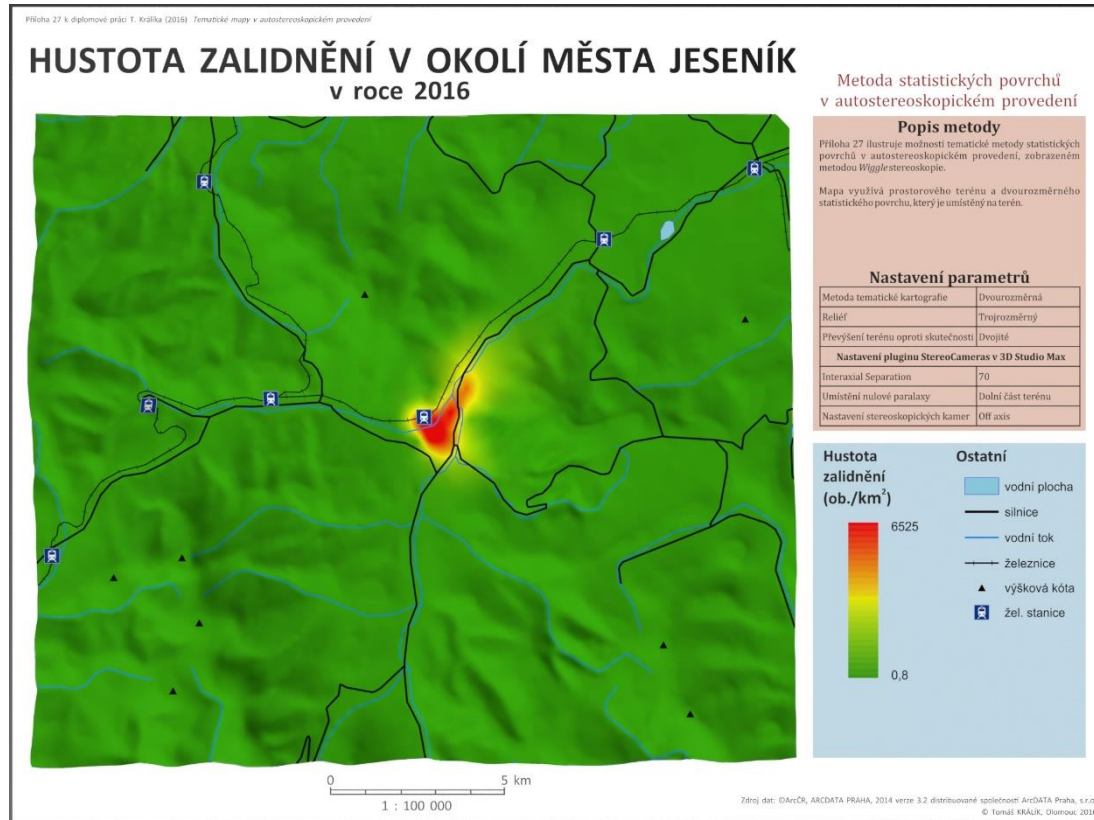 Příloha 27 k diplomové práci T. Králíka (2016) Tematické mapy v autostereoskopickém provedení
HUSTOTA ZALIDNĚNÍ V OKOLÍ MĚSTA JESENÍK
v roce 2016
Metoda statistických povrchů
v autostereoskopickém provedení
Popis metody
Příloha 27 ilustruje možnosti tematické metody statistických
povrchů v autostereoskopickém provedení, zobrazeném
metodou Wiggle stereoskopie.
Mapa využívá prostorového terénu a dvourozměrného
statistického povrchu, který je umístěný na terén.
Nastavení parametrů
Metoda tematické kartografie Dvourozměrná
Reliéf Trojrozměrný
Převýšení terénu oproti skutečnosti Dvojité
Nastavení pluginu StereoCameras v 3D Studio Max
Interaxial Separation 70
Umístění nulové paralaxy Dolní část terénu
Nastavení stereoskopických kamer Off axis
Hustota
zalidnění
(ob./km²)
6525
0,8
Ostatní
vodní plocha
silnice
vodní tok
železnice
výšková kóta
žel. stanice
0 5 km
1 : 100 000
Zdroj dat: ©ArcČR, ARCDATA PRAHA, 2014 verze 3.2 distribuované společností ArcDATA Praha, s.r.o.
© Tomáš KRÁLÍK, Olomouc 2016